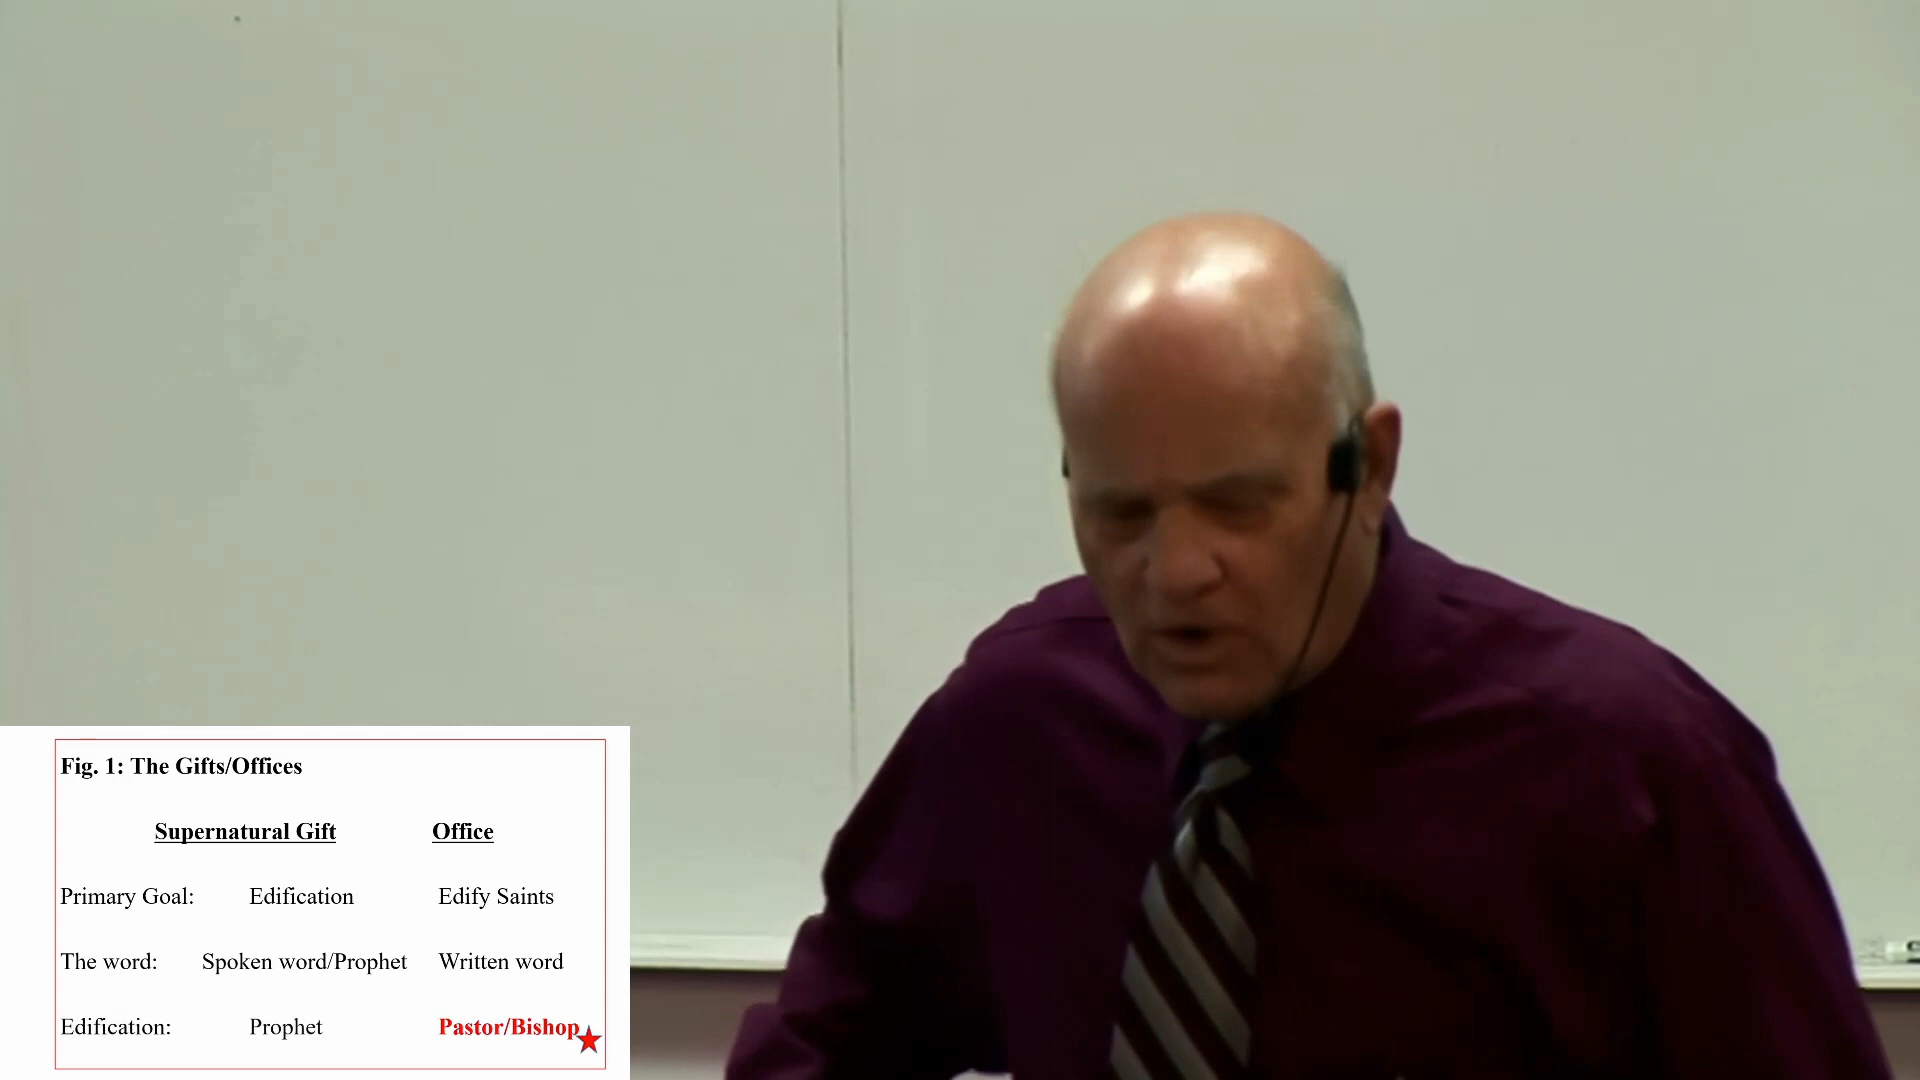 Fig. 1: The Gifts/Offices
Supernatural Gift Office
Primary Goal: Edification Edify Saints
The word: Spoken word/Prophet Written word
Edification: Prophet Pastor/Bishop